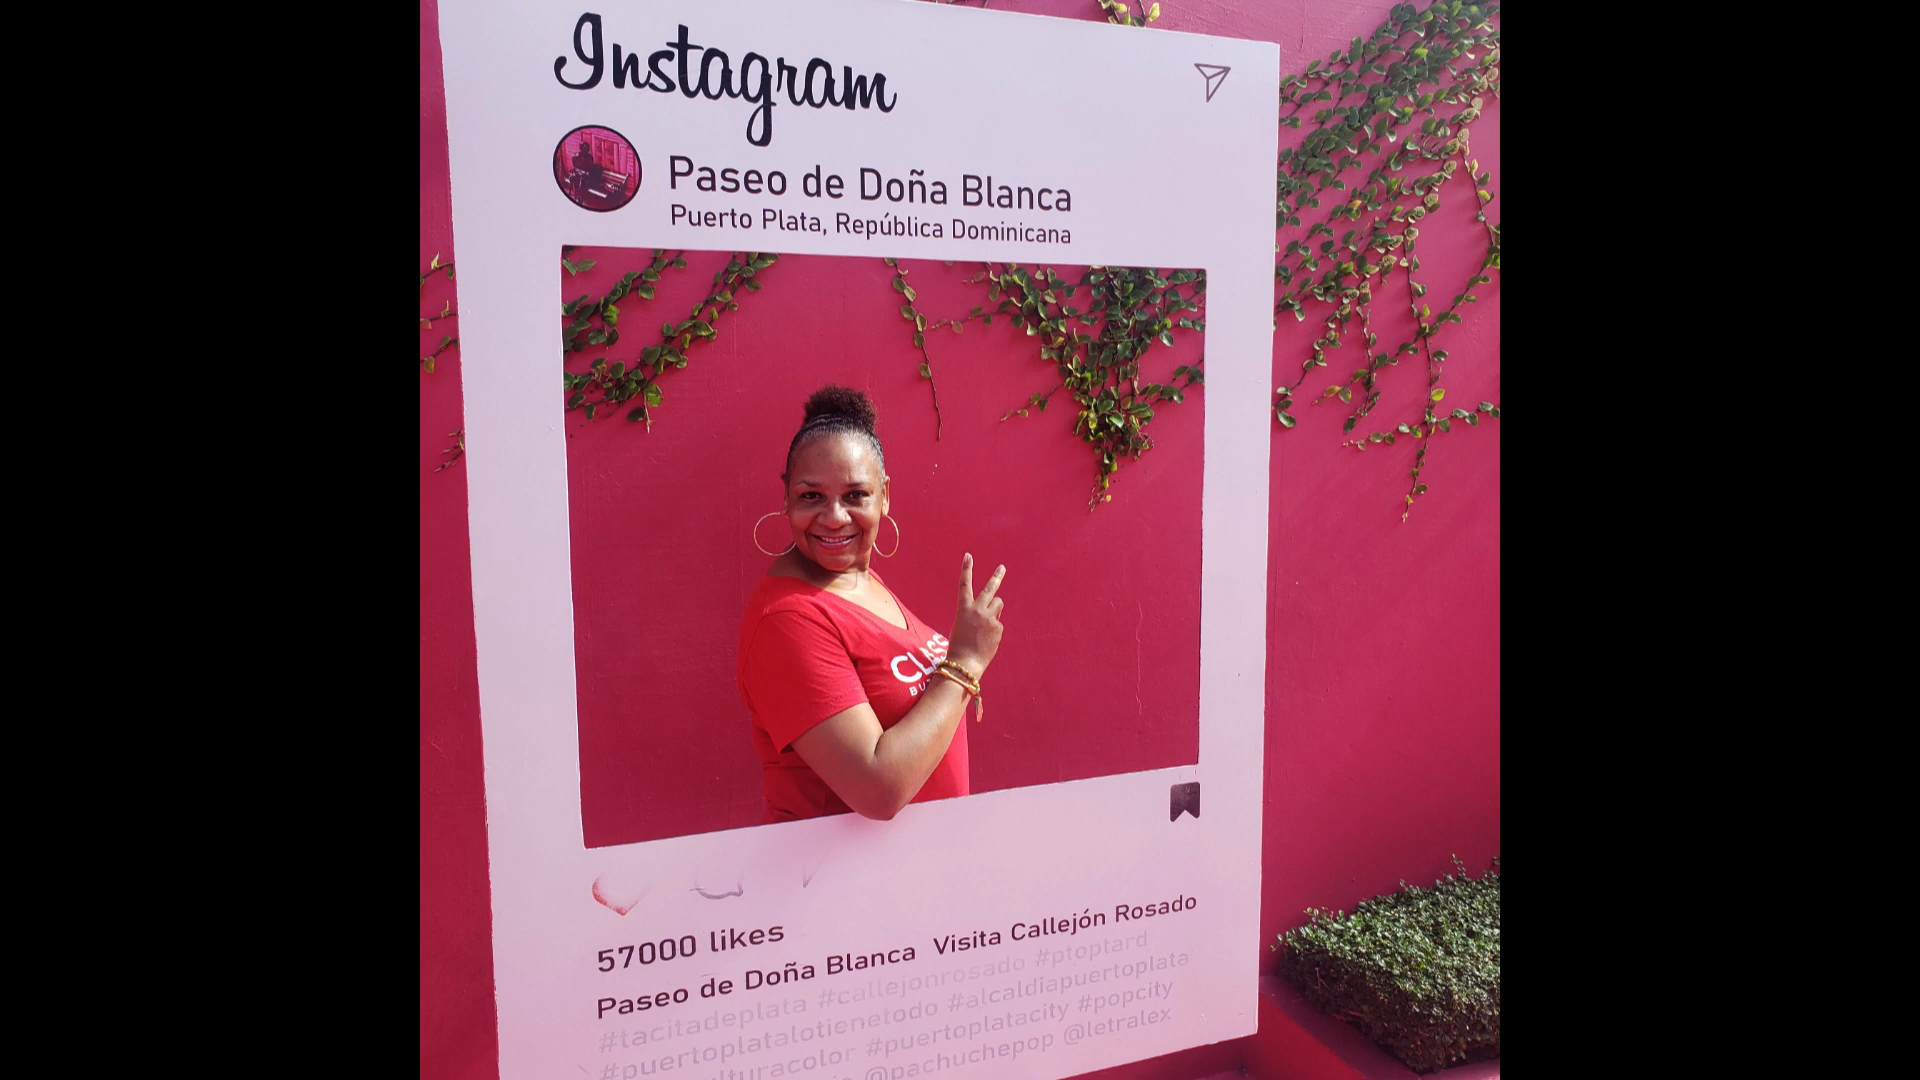 Instagram
Paseo de Doña Blanca
Puerto Plata, República Dominicana
CLASS
57000 likes
Paseo de Doña Blanca Visita Callejón Rosado
#tacitadeplata #callejonrosado #ptoptard
#puertoplatalotienetodo #alcaldiapuertoplata
#puertoplatacity #popcity
@pachuchepop @letralex